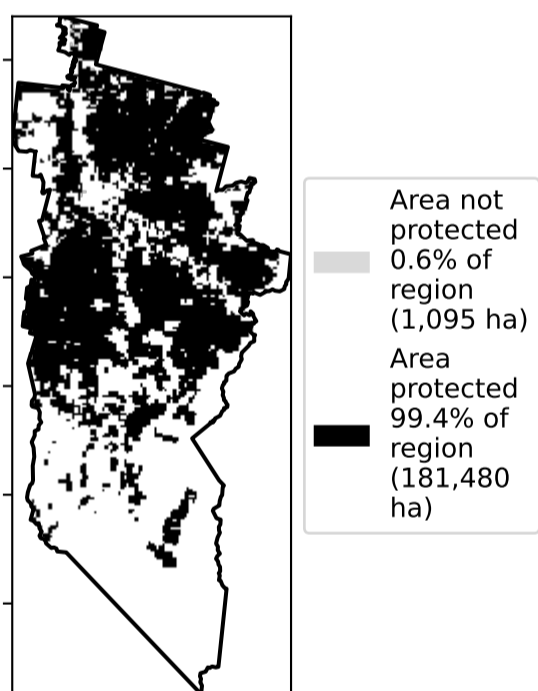 Area not
protected
0.6% of
region
(1,095 ha)
Area
protected
99.4% of
region
(181,480
ha)